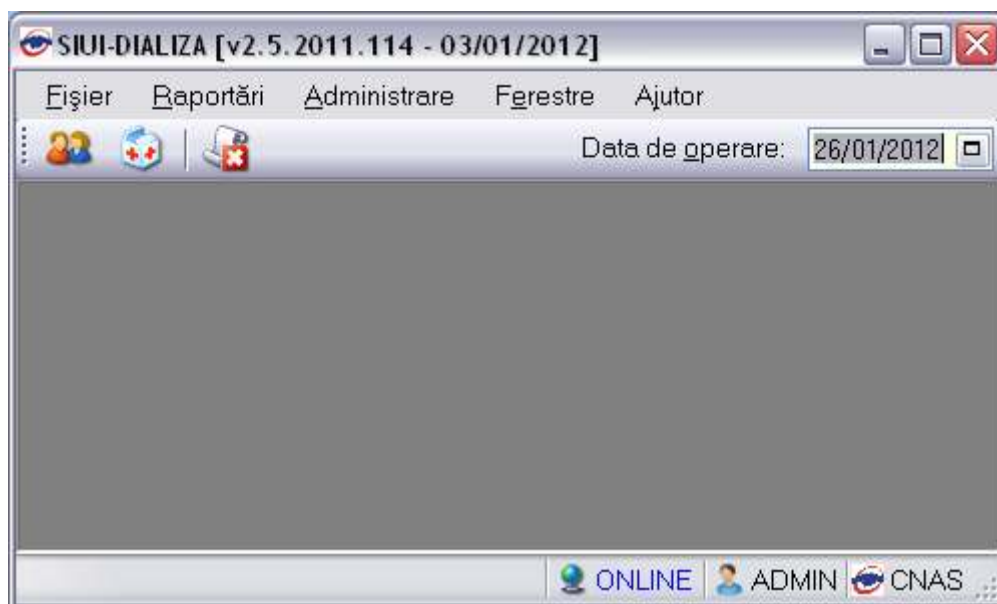 SIUI-DIALIZA [v2.5.2011.114 - 03/01/2012]
Fişier Raportări Administrare Ferestre Ajutor
Data de operare: 26/01/2012
ONLINE ADMIN CNAS